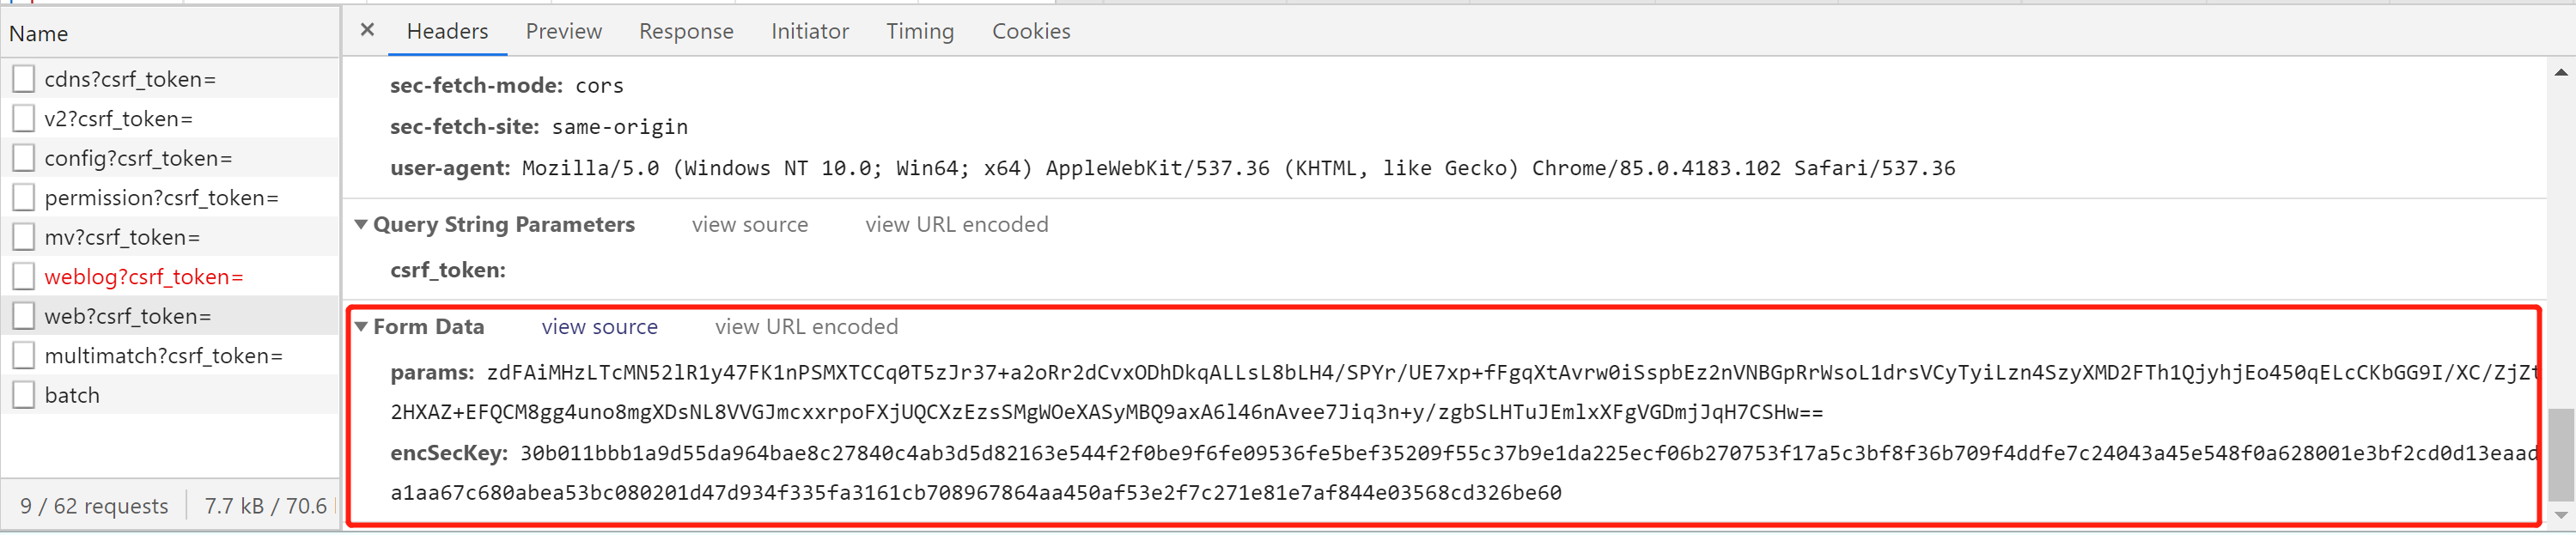 Name
cdns?csrf_token=
v2?csrf_token=
config?csrf_token=
permission?csrf_token=
mv?csrf_token=
weblog?csrf_token=
web?csrf_token=
multimatch?csrf_token=
batch
9 / 62 requests
7.7 kB / 70.6
Headers
Preview
Response
Initiator
Timing
Cookies
sec-fetch-mode: cors
sec-fetch-site: same-origin
user-agent: Mozilla/5.0 (Windows NT 10.0; Win64; x64) AppleWebKit/537.36 (KHTML, like Gecko) Chrome/85.0.4183.102 Safari/537.36
Query String Parameters view source view URL encoded
csrf_token:
Form Data view source view URL encoded
params: zdFAiMHzLTcMN52lR1y47FK1nPSMXTCCq0T5zJr37+a2oRr2dCvxODhDkqALLsL8bLH4/SPYr/UE7xp+fFgqXtAvrw0iSspbEz2nVNBGpRrWsoL1drsVCyTyiLzn4SzyXMD2FTh1QjyhjEo450qELcCKbGG9I/XC/ZjZt
2HXAZ+EFQCM8gg4uno8mgXDsNL8VVGJmcxxrpoFXjUQCXzEzsSMgWOeXASyMBQ9axA6l46nAvee7Jiq3n+y/zgbSLHTuJEmlxXFgVGDmjJqH7CSHw==
encSecKey: 30b011bbb1a9d55da964bae8c27840c4ab3d5d82163e544f2f0be9f6fe09536fe5bef35209f55c37b9e1da225ecf06b270753f17a5c3bf8f36b709f4ddfe7c24043a45e548f0a628001e3bf2cd0d13eaad
a1aa67c680abea53bc080201d47d934f335fa3161cb708967864aa450af53e2f7c271e81e7af844e03568cd326be60